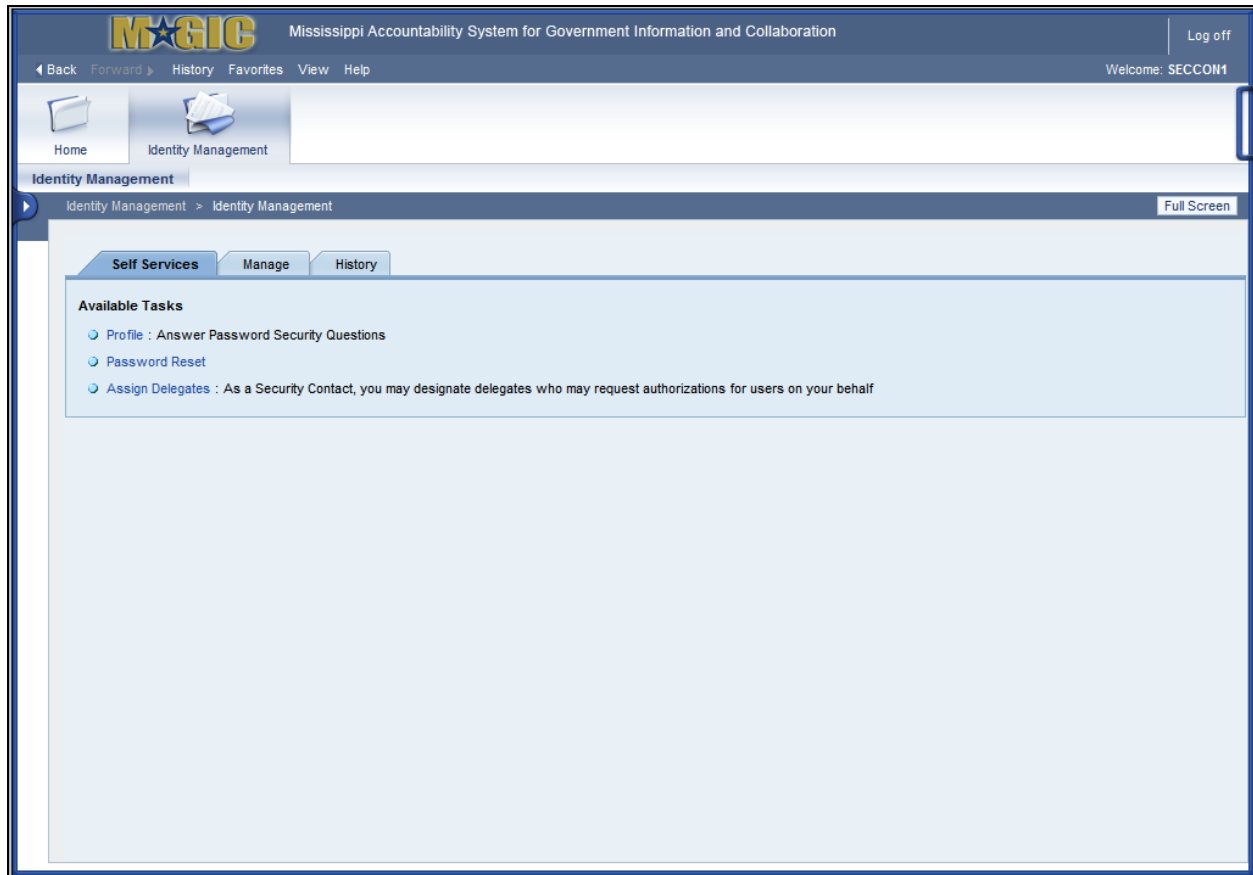 MAGIC Mississippi Accountability System for Government Information and Collaboration Log off
Back Forward History Favorites View Help Welcome: SECCON1
Home Identity Management
Identity Management
Identity Management > Identity Management Full Screen
Self Services Manage History
Available Tasks
Profile : Answer Password Security Questions
Password Reset
Assign Delegates : As a Security Contact, you may designate delegates who may request authorizations for users on your behalf